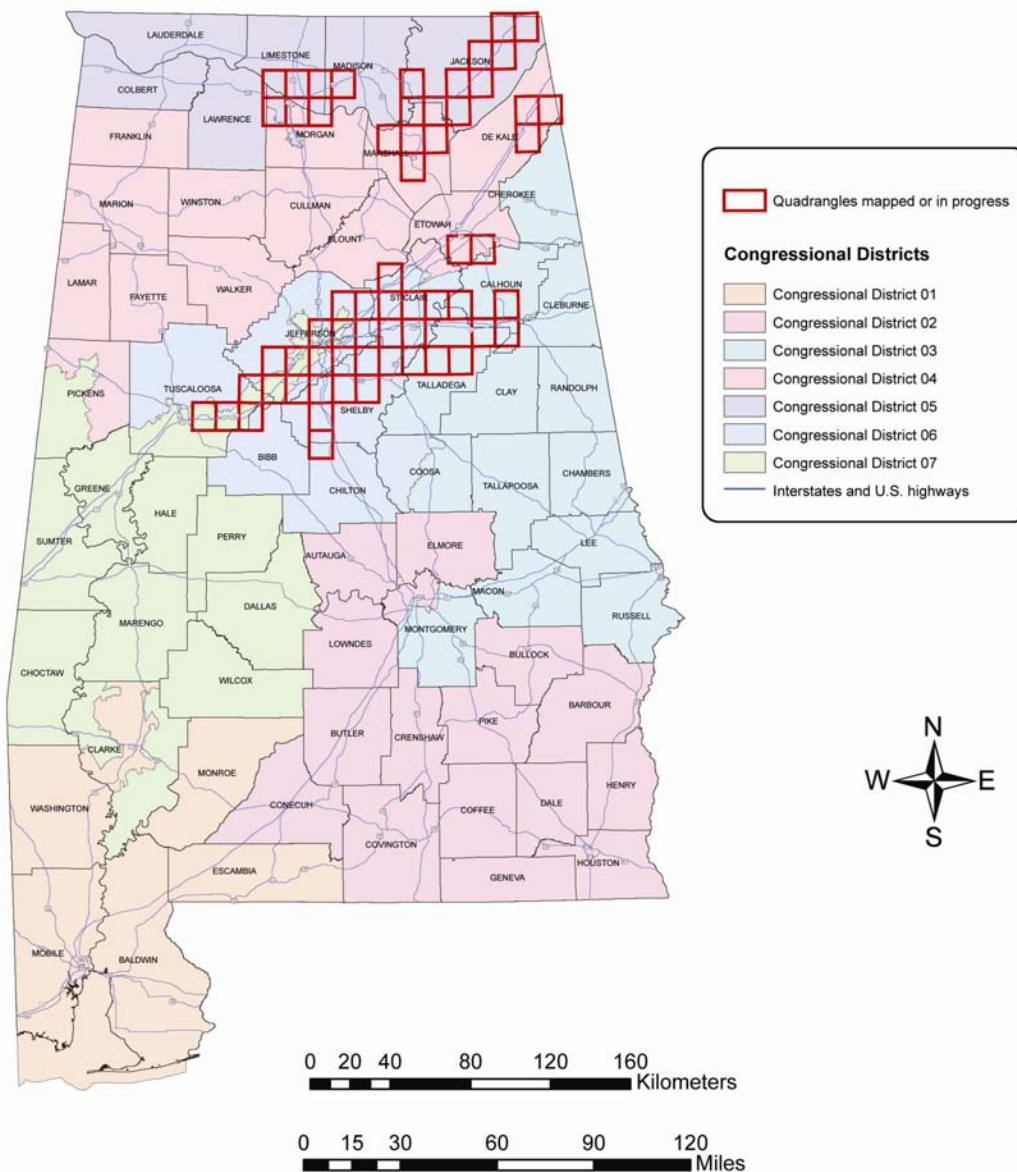 LAUDERDALE
LIMESTONE
MADISON
JACKSON
COLBERT
LAWRENCE
FRANKLIN
MORGAN
MARSHALL
DE KALB
CHEROKEE
MARION
WINSTON
CULLMAN
ETOWAH
BLOUNT
LAMAR
FAYETTE
WALKER
ST CLAIR
CALHOUN
CLEBURNE
JEFFERSON
PICKENS
TUSCALOOSA
TALLADEGA
CLAY
RANDOLPH
SHELBY
BIBB
COOSA
TALLAPOOSA
CHAMBERS
GREENE
HALE
CHILTON
SUMTER
PERRY
AUTAUGA
ELMORE
LEE
MACON
RUSSELL
DALLAS
MARENGO
LOWNDES
MONTGOMERY
BULLOCK
CHOCTAW
WILCOX
BARBOUR
BUTLER
CRENSHAW
PIKE
CLARKE
MONROE
HENRY
WASHINGTON
CONECUH
COFFEE
DALE
COVINGTON
HOUSTON
ESCAMBIA
GENEVA
MOBILE
BALDWIN
Quadrangles mapped or in progress
Congressional Districts
Congressional District 01
Congressional District 02
Congressional District 03
Congressional District 04
Congressional District 05
Congressional District 06
Congressional District 07
Interstates and U.S. highways
N
W E
S
0 20 40 80 120 160
Kilometers
0 15 30 60 90 120
Miles